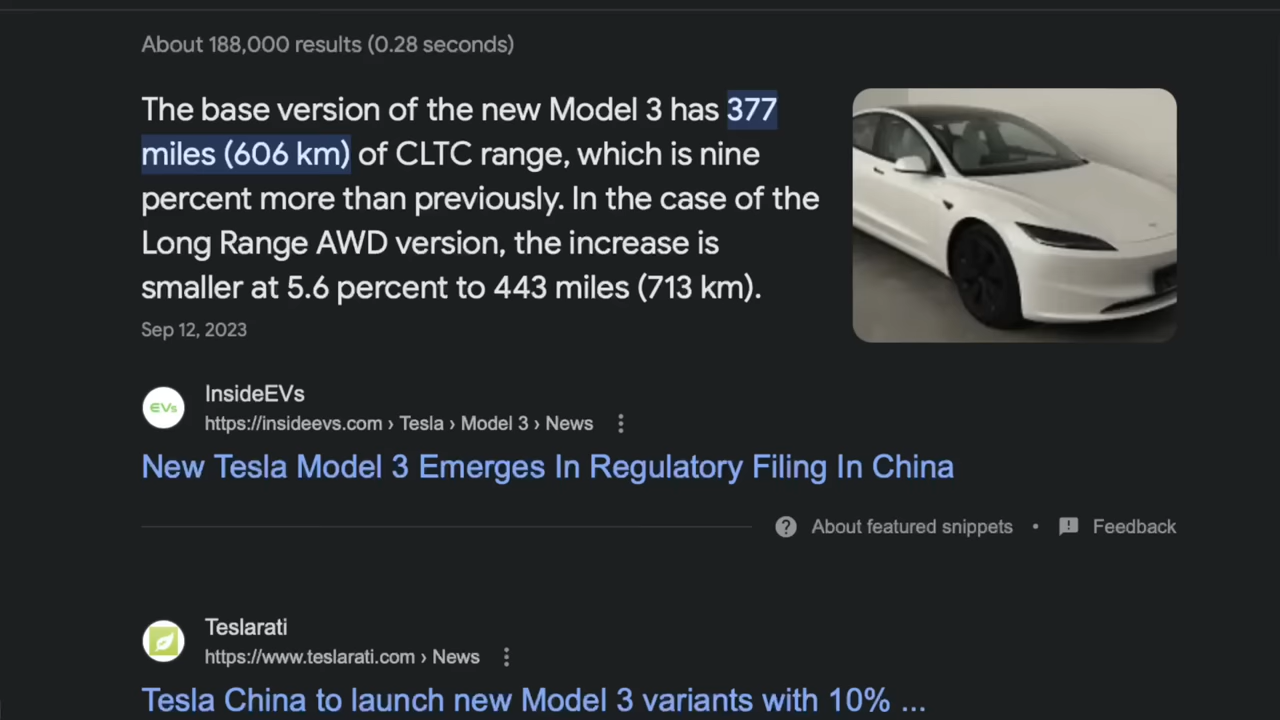 About 188,000 results (0.28 seconds)
The base version of the new Model 3 has 377
miles (606 km) of CLTC range, which is nine
percent more than previously. In the case of the
Long Range AWD version, the increase is
smaller at 5.6 percent to 443 miles (713 km).
Sep 12, 2023
EVs
InsideEVs
https://insideevs.com › Tesla › Model 3 › News
New Tesla Model 3 Emerges In Regulatory Filing In China
About featured snippets • Feedback
Teslarati
https://www.teslarati.com › News
Tesla China to launch new Model 3 variants with 10% ...